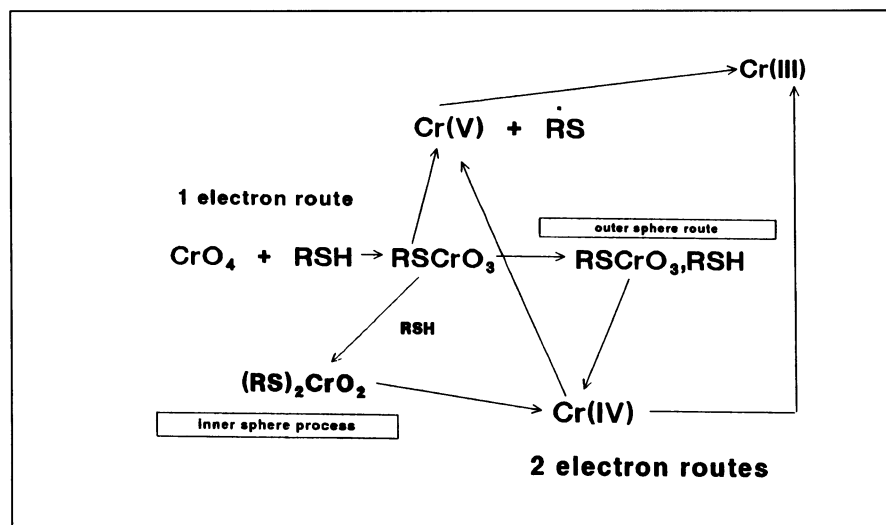 Cr(III)
Cr(V) + ṘS
1 electron route
outer sphere route
CrO₄ + RSH RSCrO₃ RSCrO₃,RSH
RSH
(RS)₂CrO₂
Cr(IV)
inner sphere process
2 electron routes